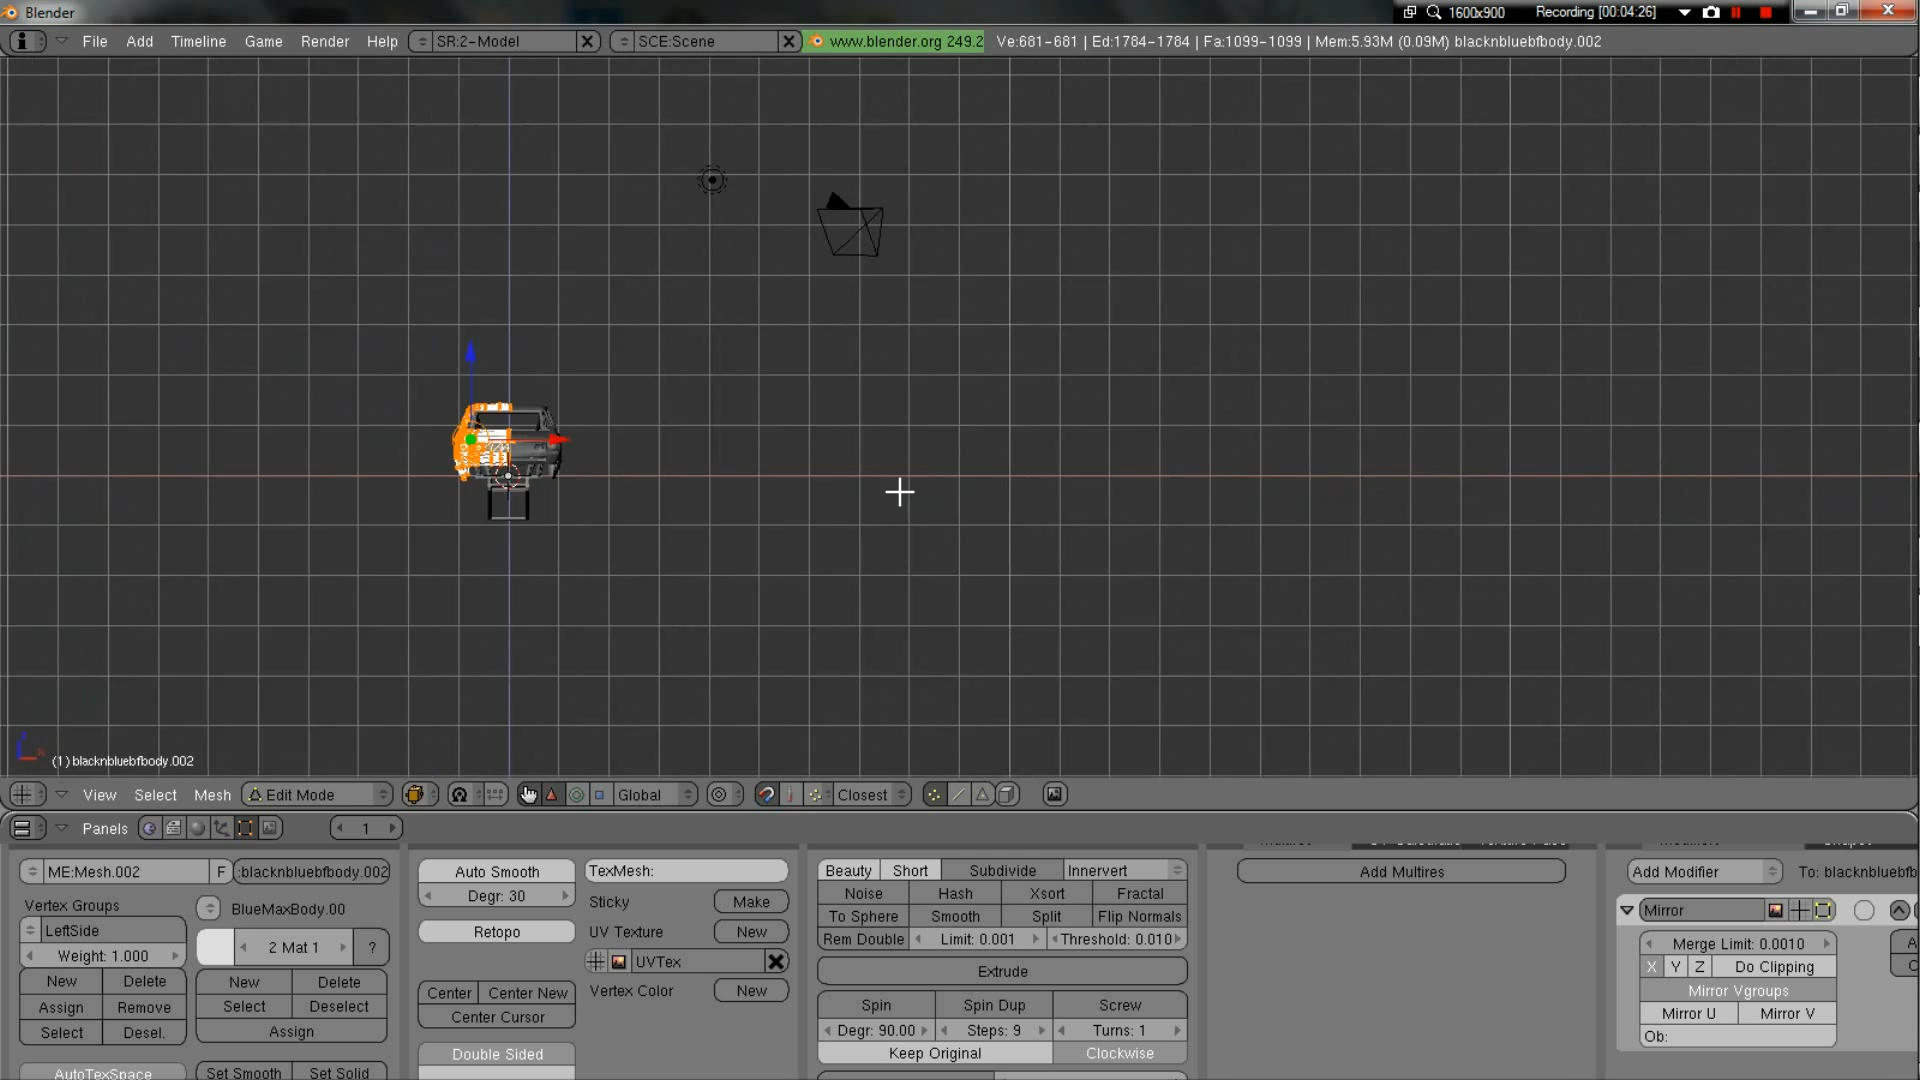 Blender
1600x900 Recording [00:04:26]
File Add Timeline Game Render Help SR:2-Model SCE:Scene www.blender.org 249.2 Ve:681-681 | Ed:1784-1784 | Fa:1099-1099 | Mem:5.93M (0.09M) blacknbluebfbody.002
(1) blacknbluebfbody.002
View Select Mesh Edit Mode Global Closest
Panels 1
ME:Mesh.002 F :blacknbluebfbody.002
Vertex Groups
BlueMaxBody.00
LeftSide
Weight: 1.000
2 Mat 1 ?
New Delete
New Delete
Assign Remove
Select Deselect
Select Desel.
Assign
AutoTexSpace
Set Smooth Set Solid
Auto Smooth
Degr: 30
Retopo
Center Center New
Center Cursor
Double Sided
TexMesh:
Sticky Make
UV Texture New
UVTex
Vertex Color New
Beauty Short Subdivide Innervert
Noise Hash Xsort Fractal
To Sphere Smooth Split Flip Normals
Rem Double Limit: 0.001 Threshold: 0.010
Extrude
Spin Spin Dup Screw
Degr: 90.00 Steps: 9 Turns: 1
Keep Original Clockwise
Add Multires
Add Modifier To: blacknbluebfb
Mirror
Merge Limit: 0.0010
X Y Z Do Clipping
Mirror Vgroups
Mirror U Mirror V
Ob: